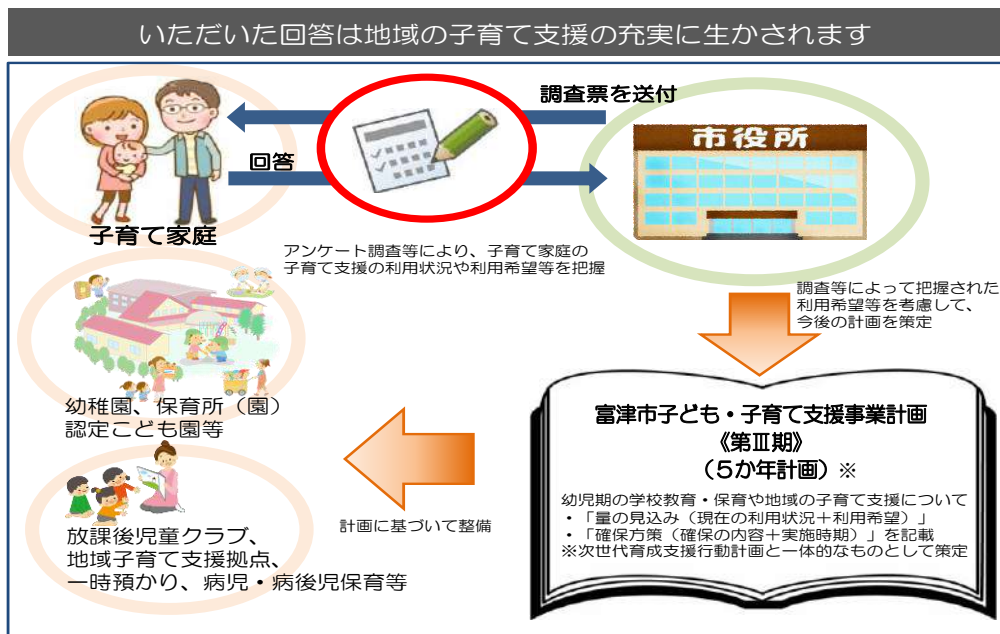 いただいた回答は地域の子育て支援の充実に生かされます
調査票を送付
回答
市役所
子育て家庭
アンケート調査等により、子育て家庭の
子育て支援の利用状況や利用希望等を把握
調査等によって把握された
利用希望等を考慮して、
今後の計画を策定
幼稚園、保育所（園）
認定こども園等
富津市子ども・子育て支援事業計画
《第Ⅲ期》
（５か年計画）※
幼児期の学校教育・保育や地域の子育て支援について
・「量の見込み（現在の利用状況＋利用希望）」
・「確保方策（確保の内容＋実施時期）」を記載
※次世代育成支援行動計画と一体的なものとして策定
計画に基づいて整備
放課後児童クラブ、
地域子育て支援拠点、
一時預かり、病児・病後児保育等